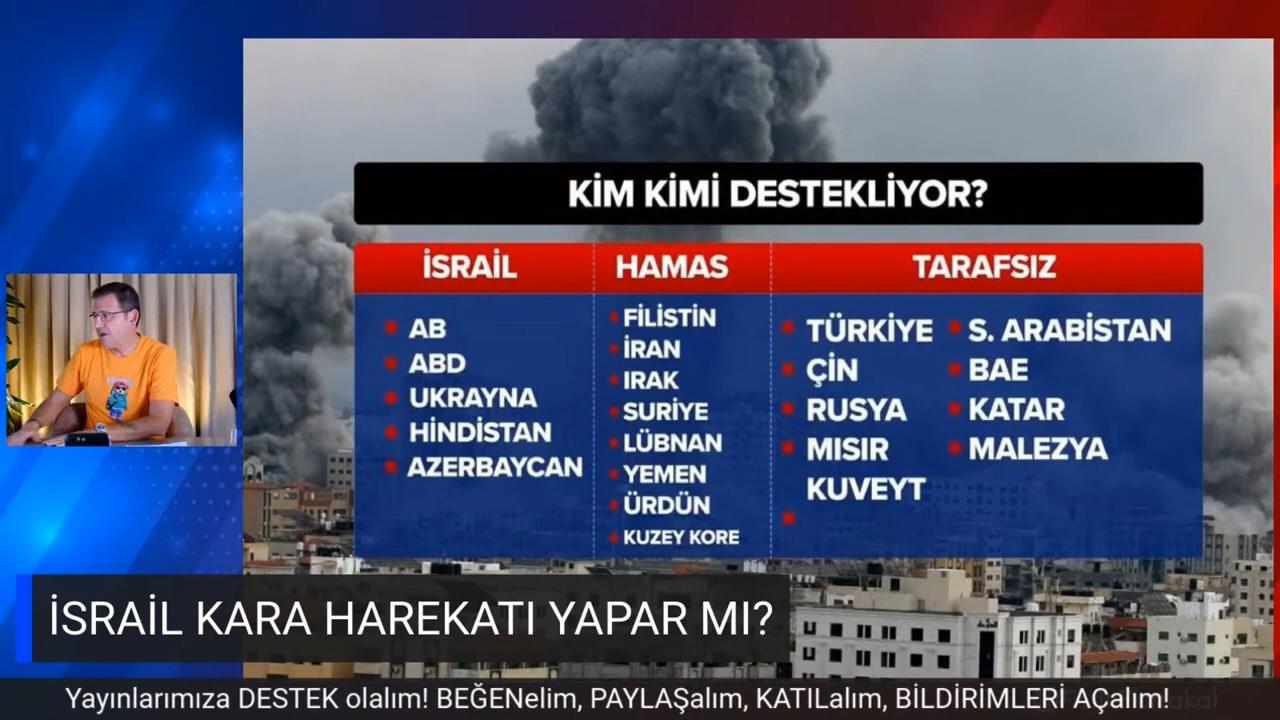 KİM KİMİ DESTEKLİYOR?
İSRAİL
AB
ABD
UKRAYNA
HİNDİSTAN
AZERBAYCAN
HAMAS
FİLİSTİN
İRAN
IRAK
SURİYE
LÜBNAN
YEMEN
ÜRDÜN
KUZEY KORE
TARAFSIZ
TÜRKİYE
ÇİN
RUSYA
MISIR
KUVEYT
S. ARABİSTAN
BAE
KATAR
MALEZYA
İSRAİL KARA HAREKATI YAPAR MI?
Yayınlarımıza DESTEK olalım! BEĞENelim, PAYLAŞalım, KATILalım, BİLDİRİMLERİ AÇalım!